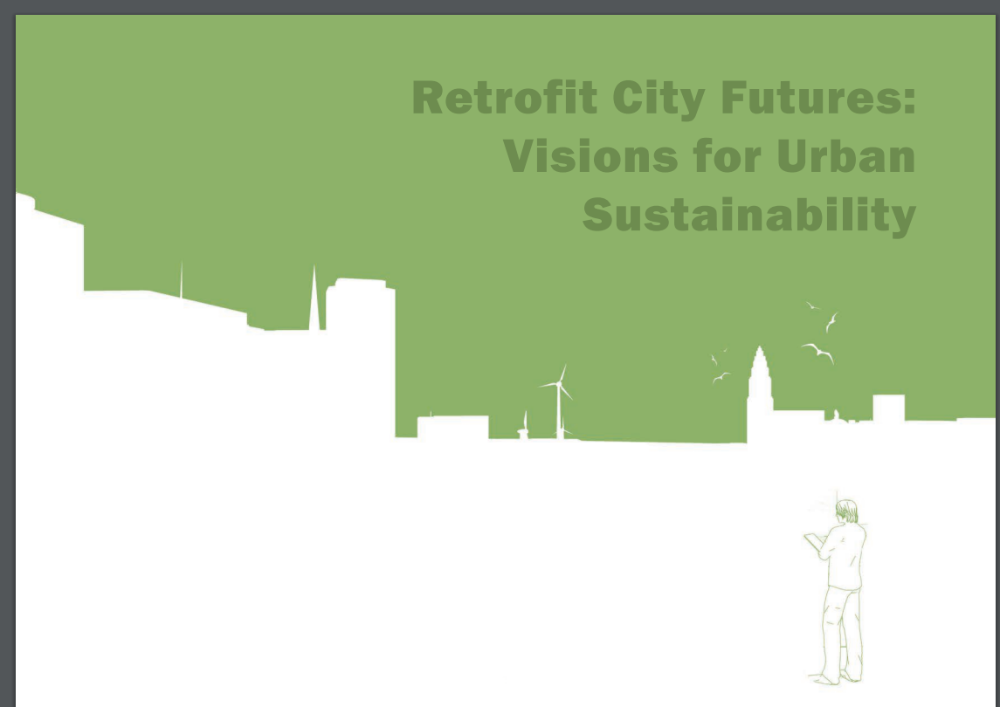 Retrofit City Futures:
Visions for Urban
Sustainability